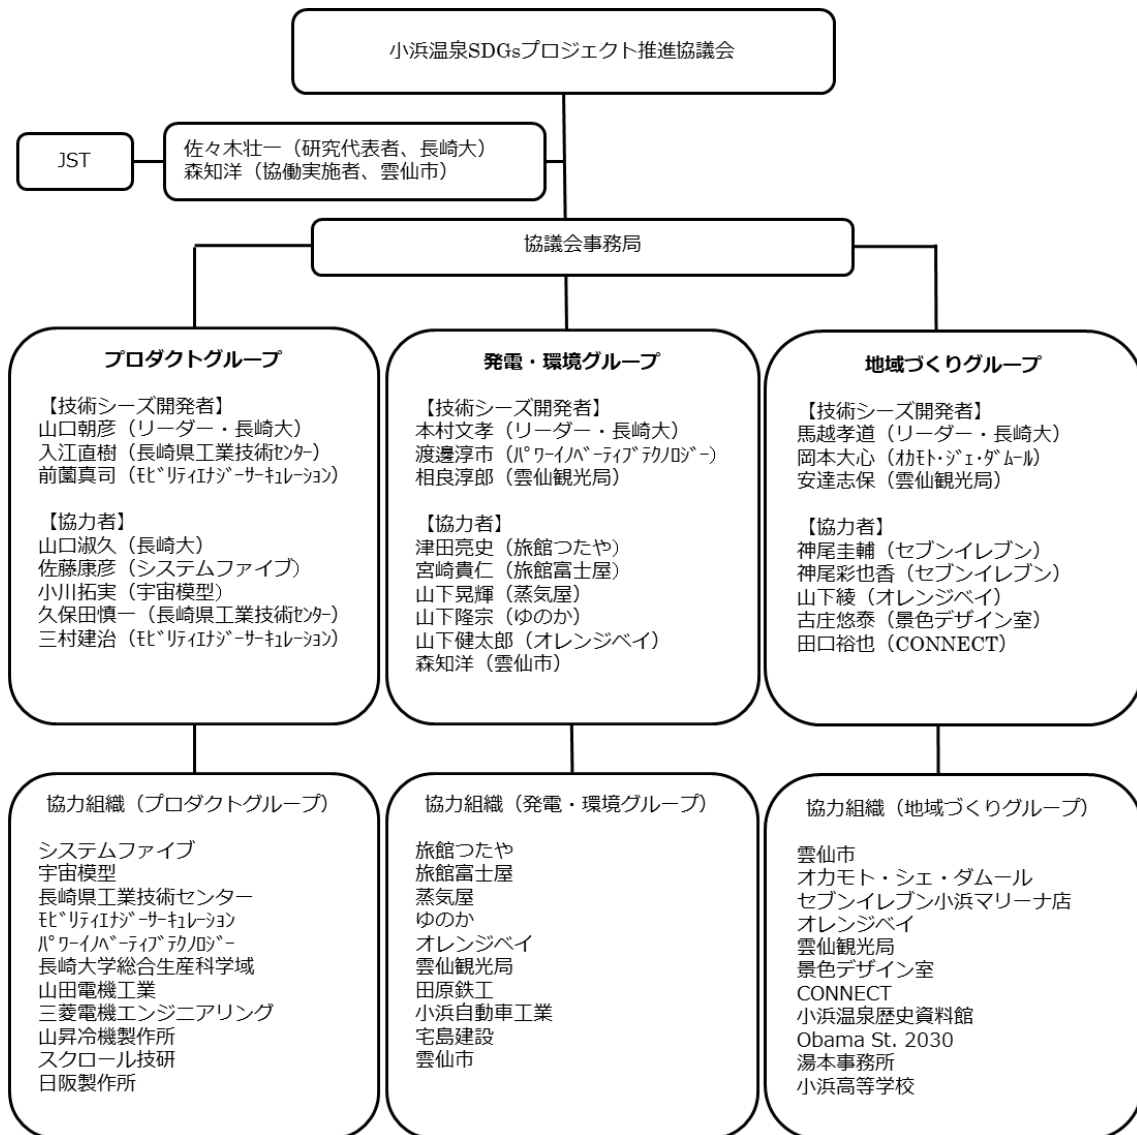 小浜温泉SDGsプロジェクト推進協議会
JST
佐々木壮一（研究代表者、長崎大）
森知洋（協働実施者、雲仙市）
協議会事務局
プロダクトグループ
【技術シーズ開発者】
山口朝彦（リーダー・長崎大）
入江直樹（長崎県工業技術ｾﾝﾀｰ）
前薗真司（ﾓﾋﾞﾘﾃｨｴﾅｼﾞｰｻｰｷｭﾚｰｼｮﾝ）
【協力者】
山口淑久（長崎大）
佐藤康彦（システムファイブ）
小川拓実（宇宙模型）
久保田慎一（長崎県工業技術ｾﾝﾀｰ）
三村建治（ﾓﾋﾞﾘﾃｨｴﾅｼﾞｰｻｰｷｭﾚｰｼｮﾝ）
発電・環境グループ
【技術シーズ開発者】
本村文孝（リーダー・長崎大）
渡邊淳市（ﾊﾟﾜｰｲﾉﾍﾞｰﾃｨﾌﾞﾃｸﾉﾛｼﾞｰ）
相良淳郎（雲仙観光局）
【協力者】
津田亮史（旅館つたや）
宮崎貴仁（旅館富士屋）
山下晃輝（蒸気屋）
山下隆宗（ゆのか）
山下健太郎（オレンジベイ）
森知洋（雲仙市）
地域づくりグループ
【技術シーズ開発者】
馬越孝道（リーダー・長崎大）
岡本大心（ｵｶﾓﾄ･ｼﾞｪ･ﾀﾞﾑｰﾙ）
安達志保（雲仙観光局）
【協力者】
神尾圭輔（セブンイレブン）
神尾彩也香（セブンイレブン）
山下綾（オレンジベイ）
古庄悠泰（景色デザイン室）
田口裕也（CONNECT）
協力組織（プロダクトグループ）
システムファイブ
宇宙模型
長崎県工業技術センター
ﾓﾋﾞﾘﾃｨｴﾅｼﾞｰｻｰｷｭﾚｰｼｮﾝ
ﾊﾟﾜｰｲﾉﾍﾞｰﾃｨﾌﾞﾃｸﾉﾛｼﾞｰ
長崎大学総合生産科学域
山田電機工業
三菱電機エンジニアリング
山昇冷機製作所
スクロール技研
日阪製作所
協力組織（発電・環境グループ）
旅館つたや
旅館富士屋
蒸気屋
ゆのか
オレンジベイ
雲仙観光局
田原鉄工
小浜自動車工業
宅島建設
雲仙市
協力組織（地域づくりグループ）
雲仙市
オカモト・シェ・ダムール
セブンイレブン小浜マリーナ店
オレンジベイ
雲仙観光局
景色デザイン室
CONNECT
小浜温泉歴史資料館
Obama St. 2030
湯本事務所
小浜高等学校